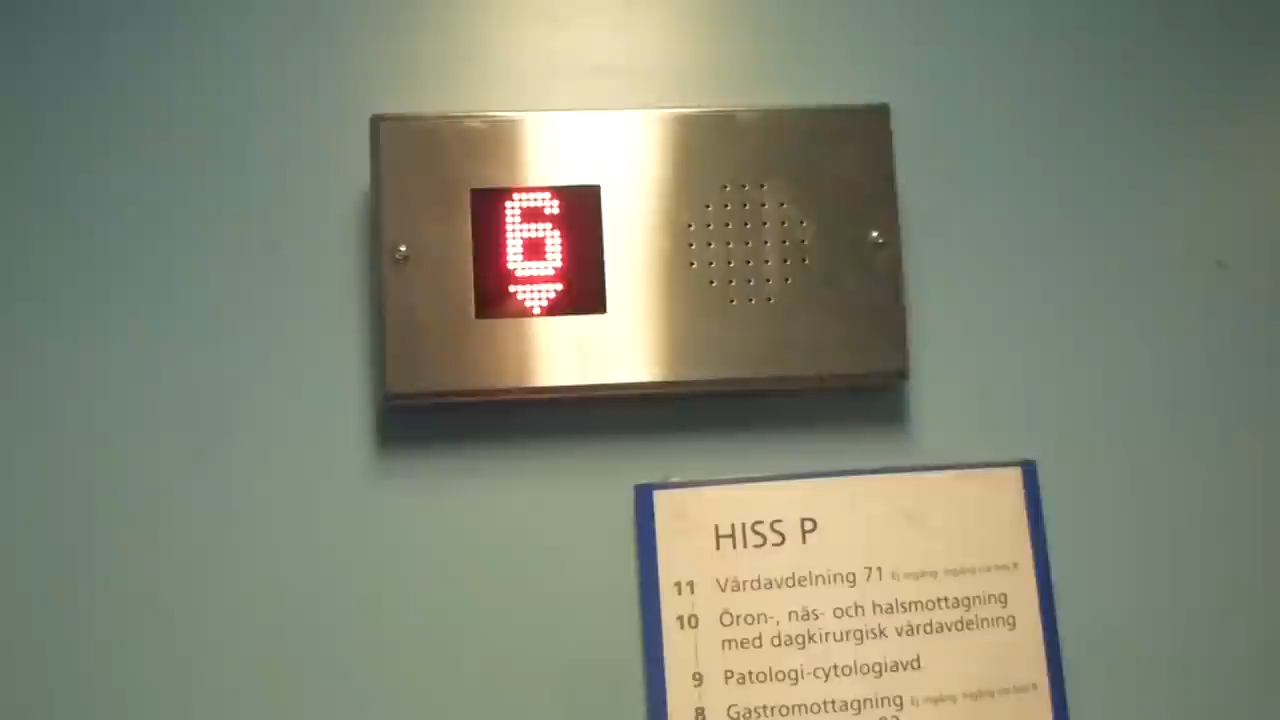 6
HISS P
11 Vårdavdelning 71
10 Öron-, näs- och halsmottagning
med dagkirurgisk vårdavdelning
9 Patologi-cytologiavd.
8 Gastromottagning